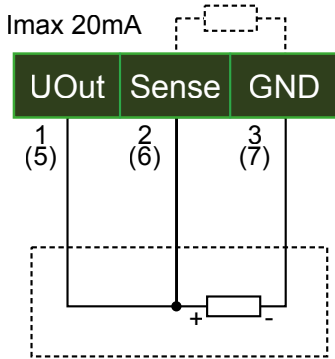 Imax 20mA
UOut Sense GND
1 2 3
(5) (6) (7)
+ -